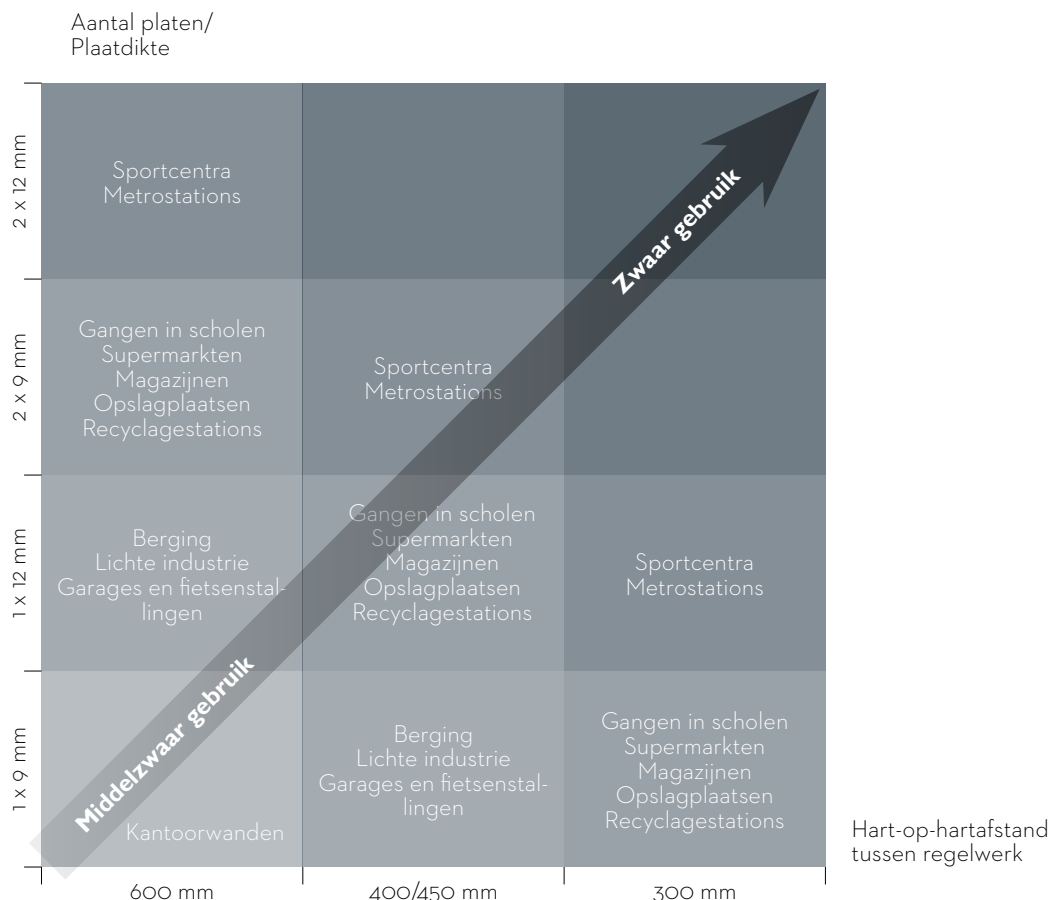 Aantal platen/
Plaatdikte
2 x 12 mm
Sportcentra
Metrostations
Zwaar gebruik
2 x 9 mm
Gangen in scholen
Supermarkten
Magazijnen
Opslagplaatsen
Recyclagestations
Sportcentra
Metrostations
1 x 12 mm
Berging
Lichte industrie
Garages en fietsenstal-
lingen
Gangen in scholen
Supermarkten
Magazijnen
Opslagplaatsen
Recyclagestations
Sportcentra
Metrostations
1 x 9 mm
Middelzwaar gebruik
Kantoorwanden
Berging
Lichte industrie
Garages en fietsenstal-
lingen
Gangen in scholen
Supermarkten
Magazijnen
Opslagplaatsen
Recyclagestations
Hart-op-hartafstand
tussen regelwerk
600 mm
400/450 mm
300 mm